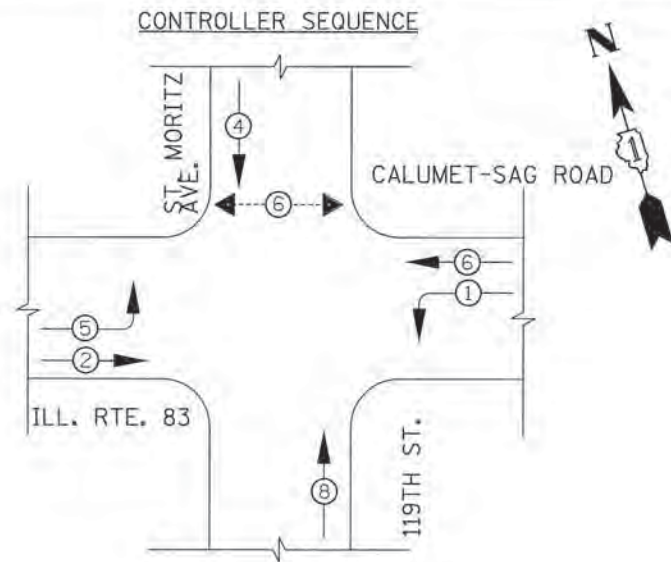 CONTROLLER SEQUENCE
N
1
ST. MORITZ
AVE.
4
CALUMET-SAG ROAD
6
6
1
5
2
ILL. RTE. 83
119TH ST.
8